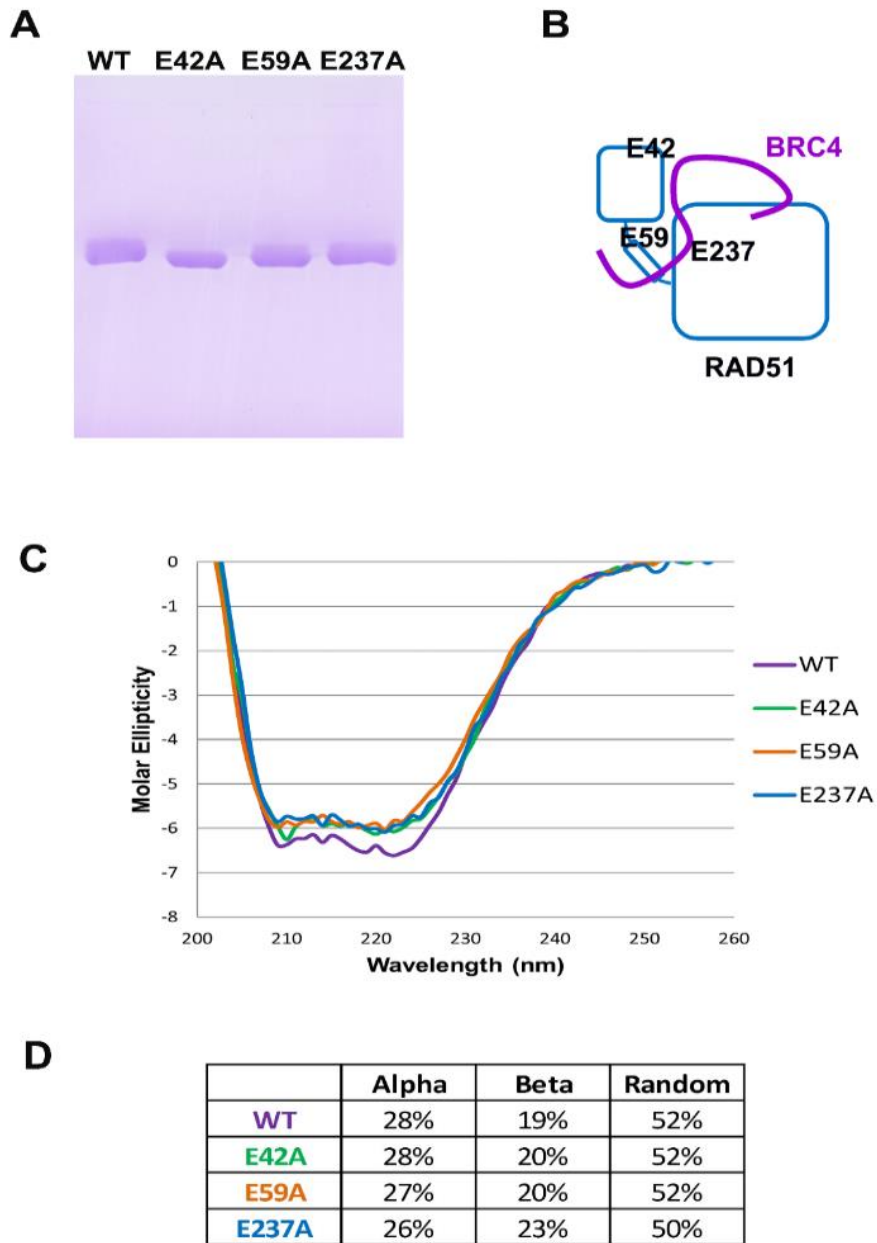 A
WT E42A E59A E237A
B
E42
BRC4
E59
E237
RAD51
C
0
-1
-2
-3
-4
-5
-6
-7
-8
Molar Ellipticity
200 210 220 230 240 250 260
Wavelength (nm)
WT
E42A
E59A
E237A
D
Alpha Beta Random
WT 28% 19% 52%
E42A 28% 20% 52%
E59A 27% 20% 52%
E237A 26% 23% 50%